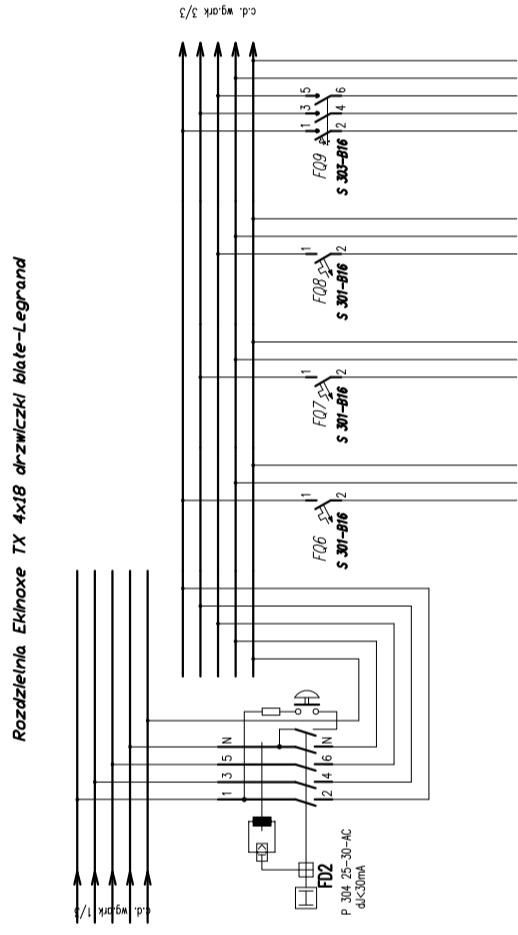 Rozdzielnia Ekinoxe TX 4x18 drzwiczki białe-Legrand
c.d. wg.ark 1/3
c.d. wg.ark 3/3
1 3 5 N
2 4 6 N
FD2
P 304 25-30-AC
dJ<30mA
1
2
FQ6
S 301-B16
1
2
FQ7
S 301-B16
1
2
FQ8
S 301-B16
1 3 5
2 4 6
FQ9
S 303-B16